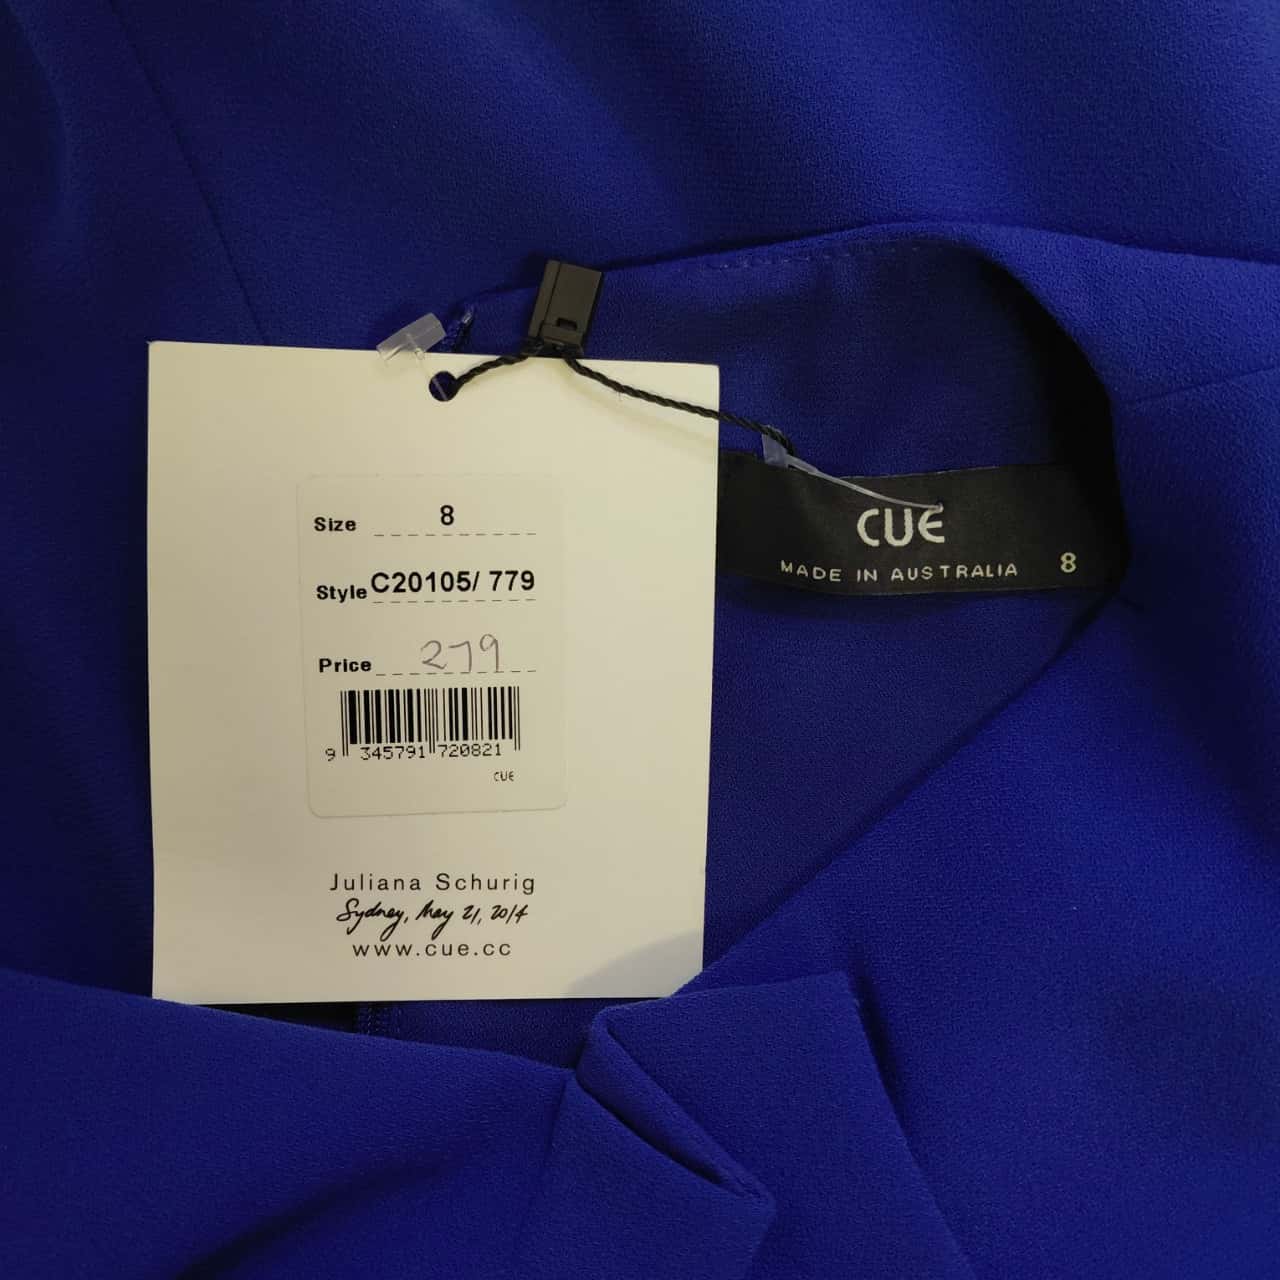 Size 8
Style C20105/ 779
Price 279
9 345791 720821
CUE
Juliana Schurig
Sydney, May 21, 2014
www.cue.cc
CUE
MADE IN AUSTRALIA 8